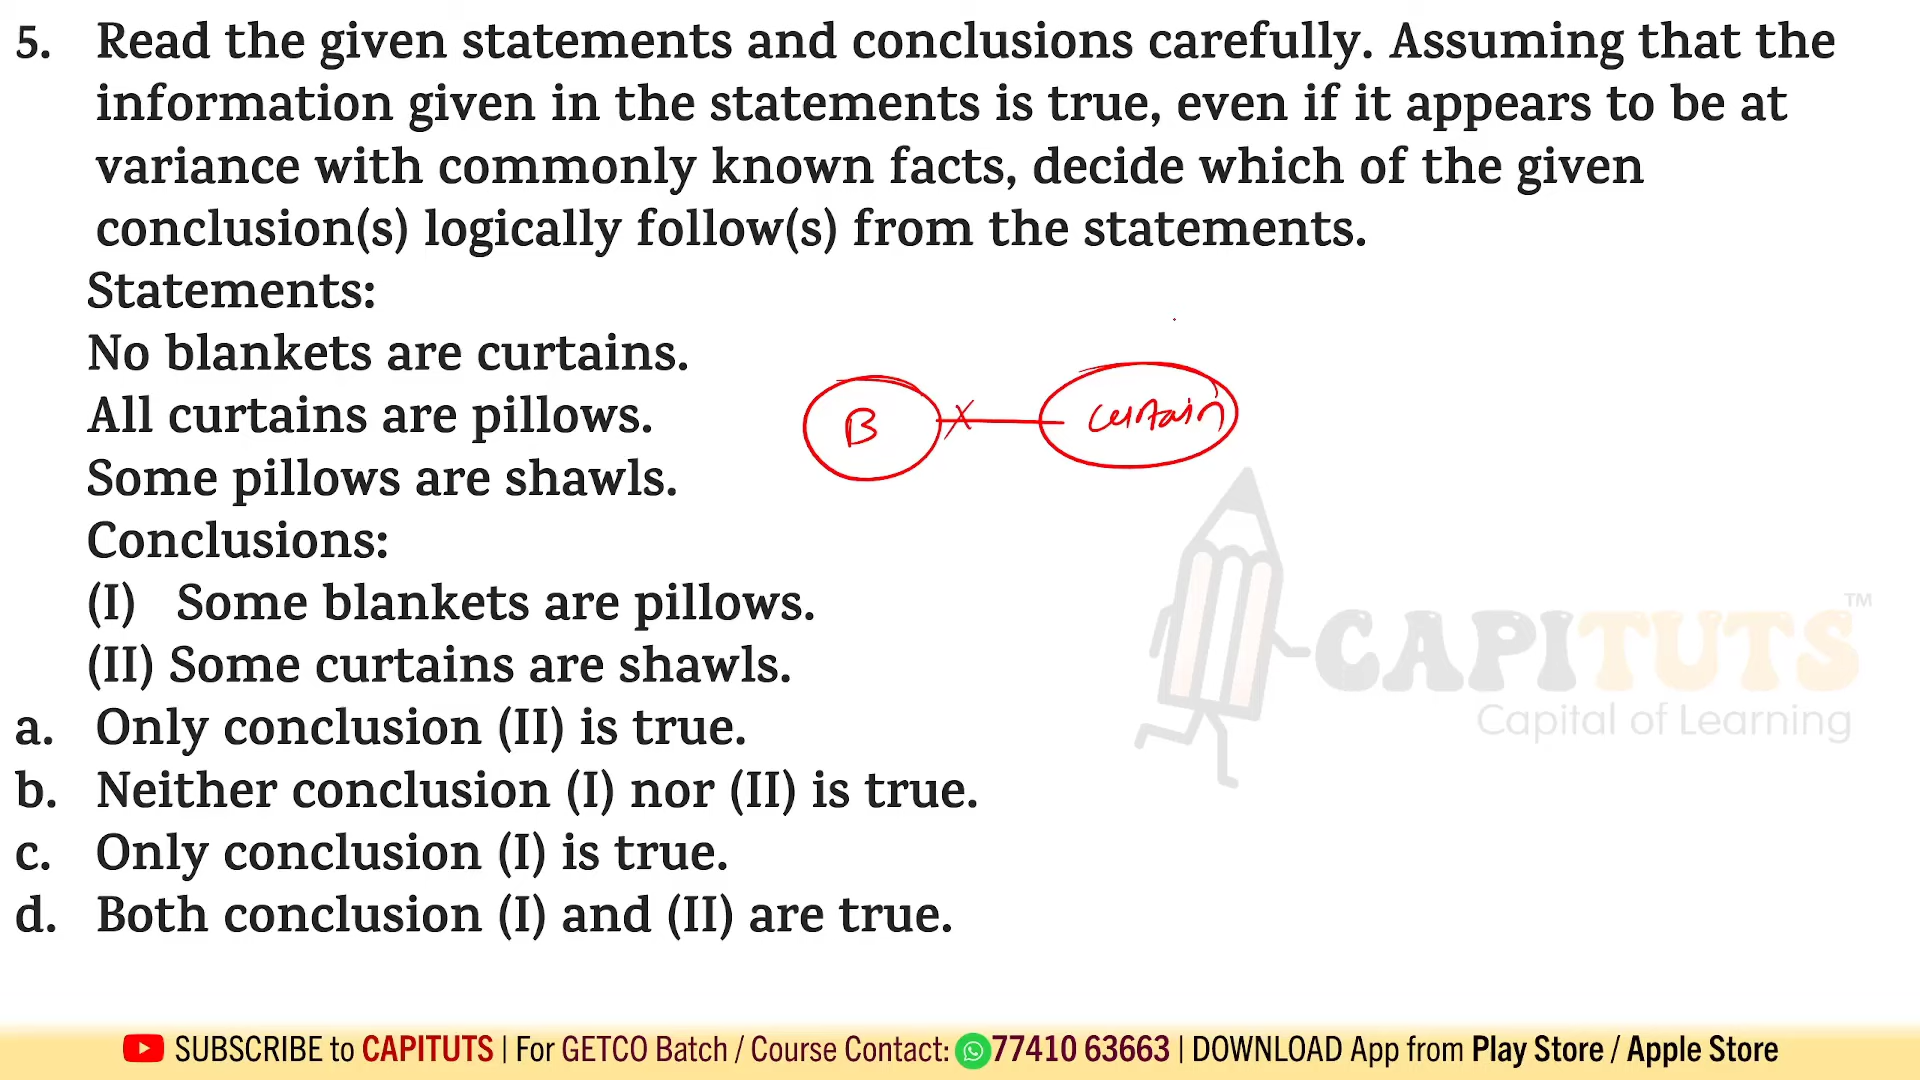 5. Read the given statements and conclusions carefully. Assuming that the
information given in the statements is true, even if it appears to be at
variance with commonly known facts, decide which of the given
conclusion(s) logically follow(s) from the statements.
Statements:
No blankets are curtains.
All curtains are pillows.
Some pillows are shawls.
B X curtain
Conclusions:
(I) Some blankets are pillows.
(II) Some curtains are shawls.
a. Only conclusion (II) is true.
b. Neither conclusion (I) nor (II) is true.
c. Only conclusion (I) is true.
d. Both conclusion (I) and (II) are true.
CAPITUTS™
Capital of Learning
SUBSCRIBE to CAPITUTS | For GETCO Batch / Course Contact: 77410 63663 | DOWNLOAD App from Play Store / Apple Store